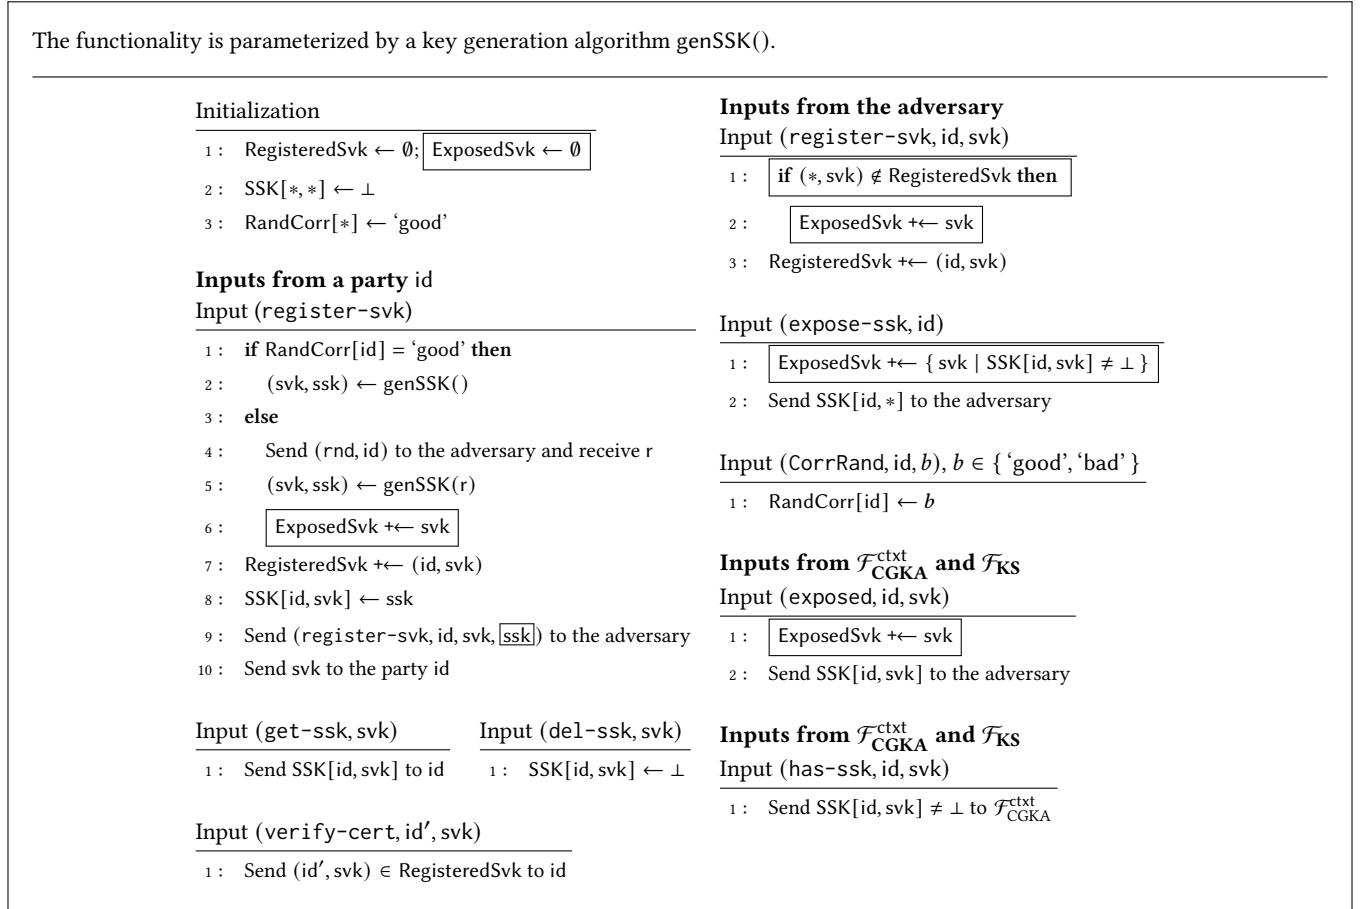 The functionality is parameterized by a key generation algorithm genSSK().
Initialization
1 : RegisteredSvk ← ∅; ExposedSvk ← ∅
2 : SSK[∗, ∗] ← ⊥
3 : RandCorr[∗] ← ‘good’
Inputs from a party id
Input (register-svk)
1 : if RandCorr[id] = ‘good’ then
2 : (svk, ssk) ← genSSK()
3 : else
4 : Send (rnd, id) to the adversary and receive r
5 : (svk, ssk) ← genSSK(r)
6 : ExposedSvk +← svk
7 : RegisteredSvk +← (id, svk)
8 : SSK[id, svk] ← ssk
9 : Send (register-svk, id, svk, ssk) to the adversary
10 : Send svk to the party id
Input (get-ssk, svk)
1 : Send SSK[id, svk] to id
Input (del-ssk, svk)
1 : SSK[id, svk] ← ⊥
Input (verify-cert, id′, svk)
1 : Send (id′, svk) ∈ RegisteredSvk to id
Inputs from the adversary
Input (register-svk, id, svk)
1 : if (∗, svk) ∉ RegisteredSvk then
2 : ExposedSvk +← svk
3 : RegisteredSvk +← (id, svk)
Input (expose-ssk, id)
1 : ExposedSvk +← { svk | SSK[id, svk] ≠ ⊥ }
2 : Send SSK[id, ∗] to the adversary
Input (CorrRand, id, b), b ∈ { ‘good’, ‘bad’ }
1 : RandCorr[id] ← b
Inputs from ℱ^ctxt_CGKA and ℱ_KS
Input (exposed, id, svk)
1 : ExposedSvk +← svk
2 : Send SSK[id, svk] to the adversary
Inputs from ℱ^ctxt_CGKA and ℱ_KS
Input (has-ssk, id, svk)
1 : Send SSK[id, svk] ≠ ⊥ to ℱ^ctxt_CGKA